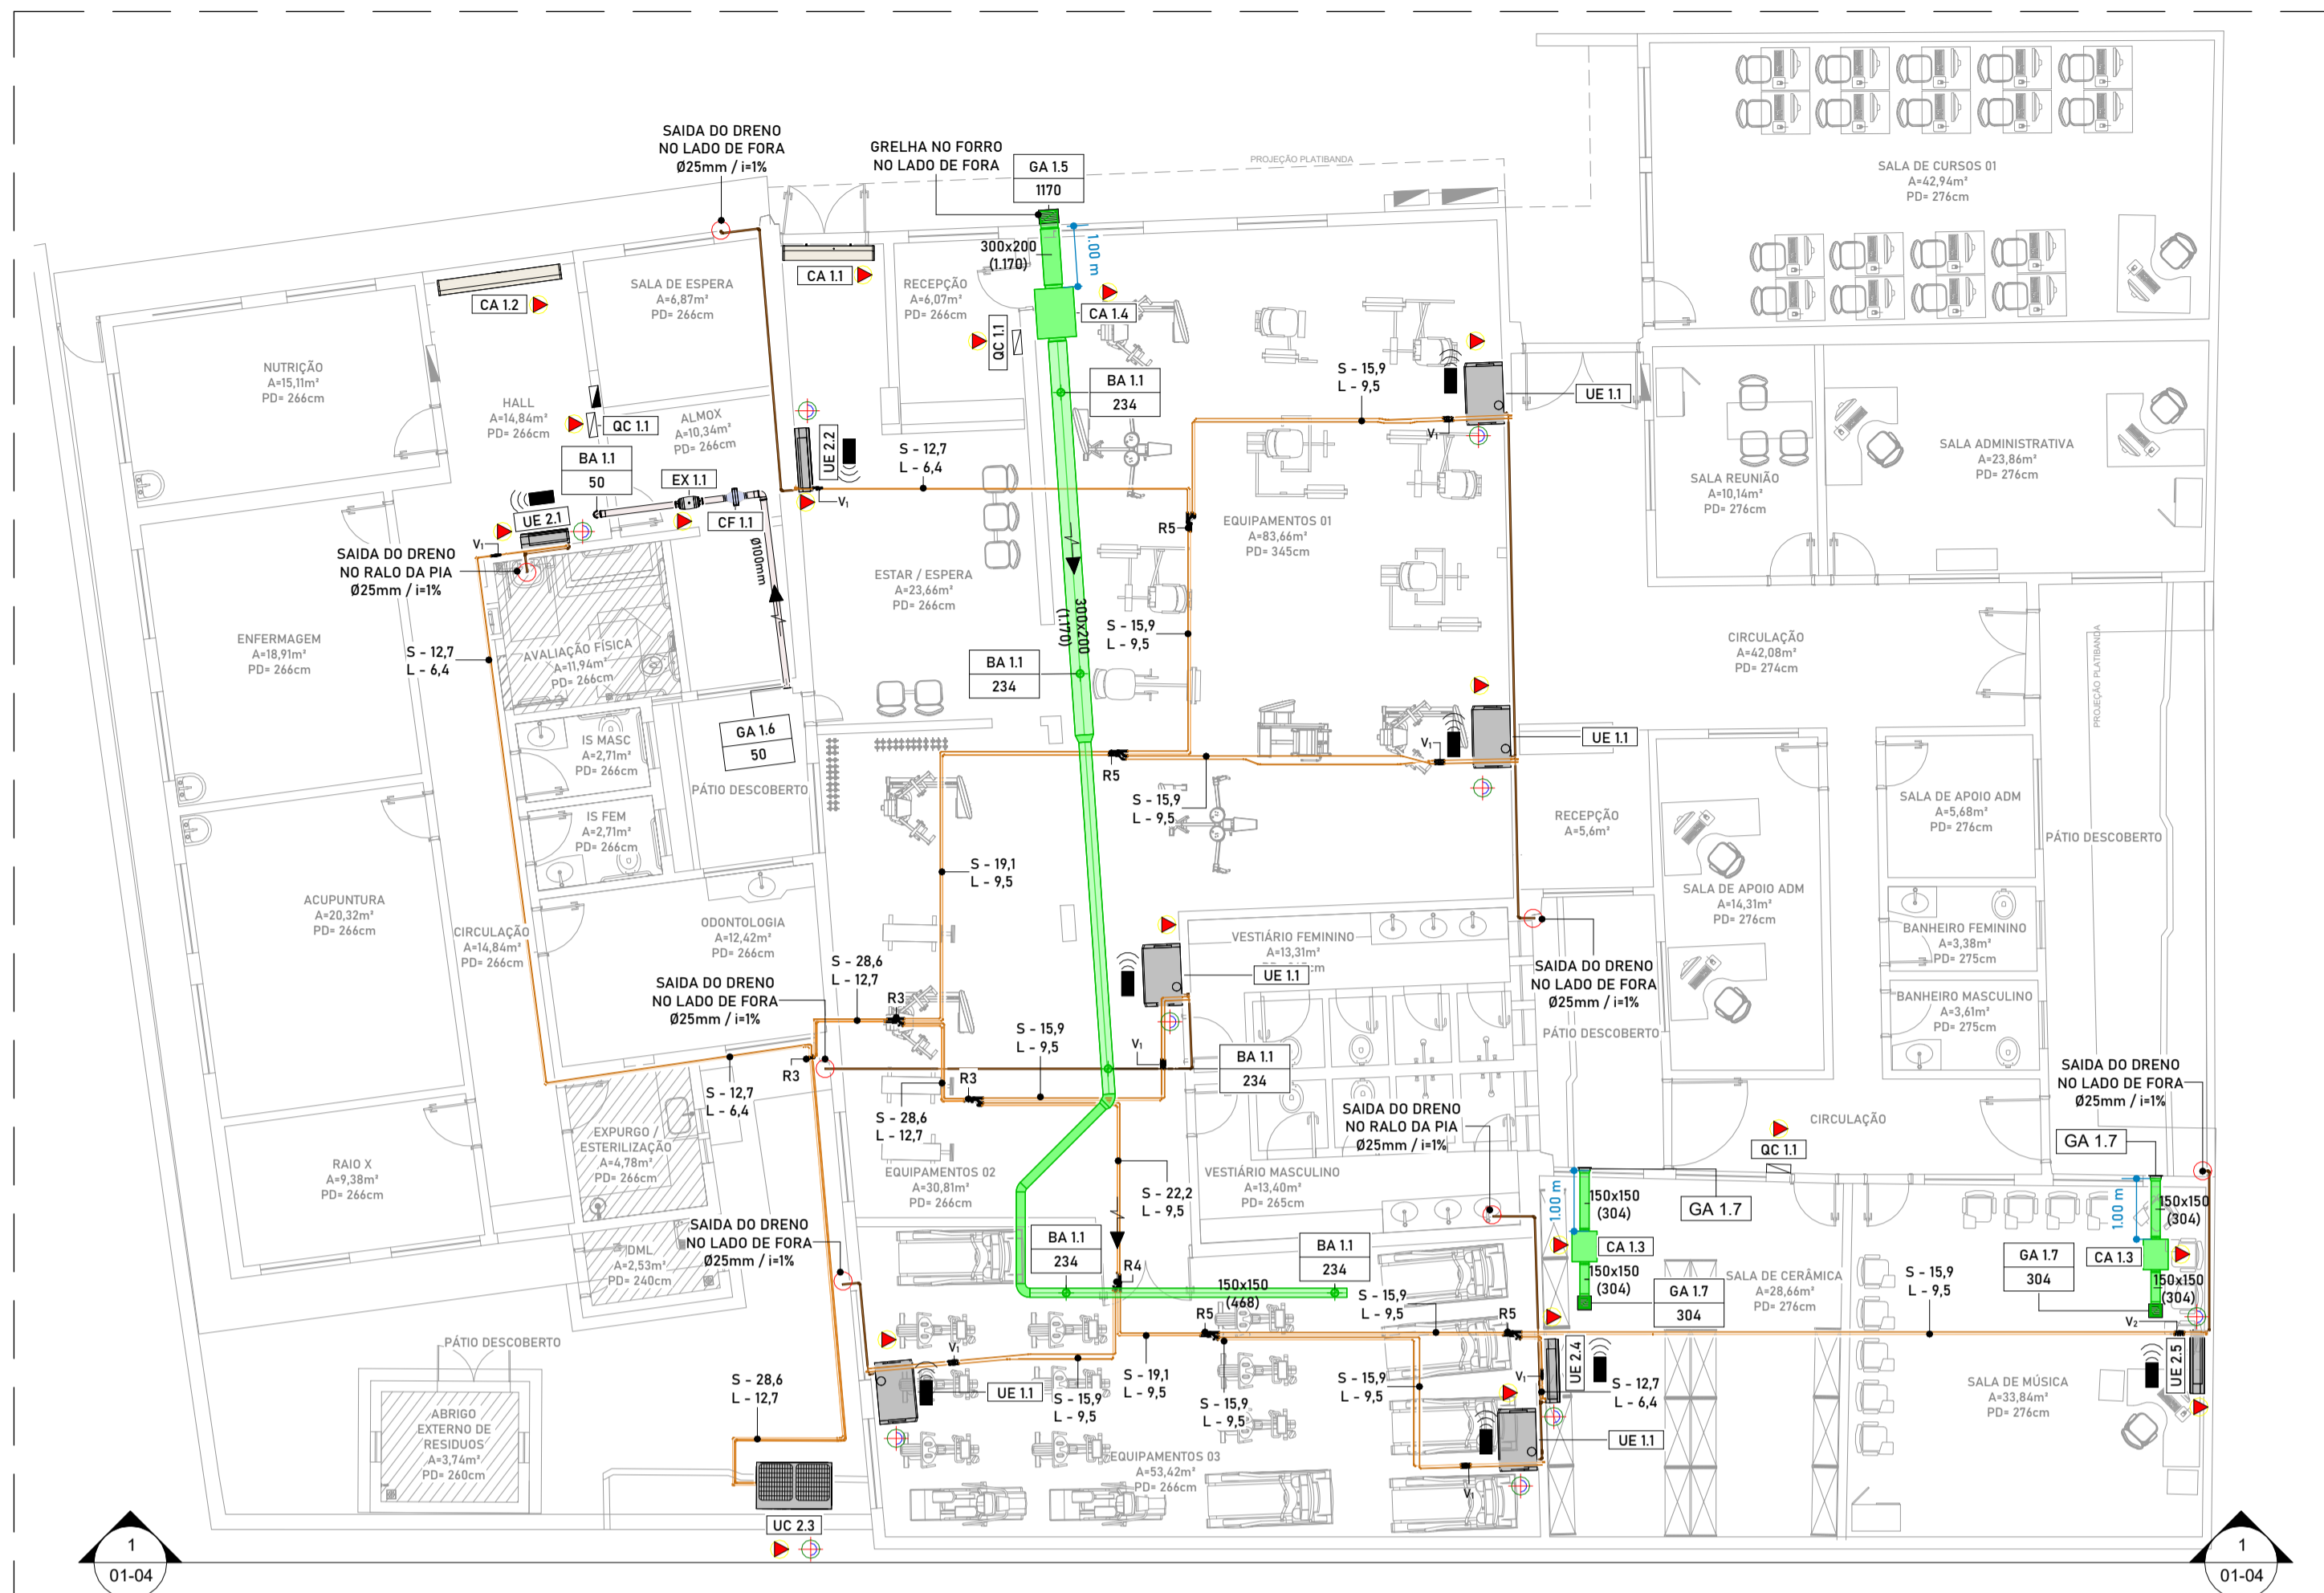 SAIDA DO DRENO
NO LADO DE FORA
Ø25mm / i=1%
GRELHA NO FORRO
NO LADO DE FORA
GA 1.5
1170
PROJEÇÃO PLATIBANDA
SALA DE CURSOS 01
A=42,94m²
PD= 276cm
300x200
(1.170)
1.00 m
CA 1.1
CA 1.2
SALA DE ESPERA
A=6,87m²
PD= 266cm
RECEPÇÃO
A=6,07m²
PD= 266cm
CA 1.4
QC 1.1
NUTRIÇÃO
A=15,11m²
PD= 266cm
HALL
A=14,84m²
PD= 266cm
QC 1.1
ALMOX
A=10,34m²
PD= 266cm
BA 1.1
234
S - 15,9
L - 9,5
UE 1.1
V1
SALA ADMINISTRATIVA
A=23,86m²
PD= 276cm
SALA REUNIÃO
A=10,14m²
PD= 276cm
BA 1.1
50
EX 1.1
CF 1.1
UE 2.2
V1
S - 12,7
L - 6,4
UE 2.1
V1
SAIDA DO DRENO
NO RALO DA PIA
Ø25mm / i=1%
Ø100mm
R5
EQUIPAMENTOS 01
A=83,66m²
PD= 345cm
ESTAR / ESPERA
A=23,66m²
PD= 266cm
300x200
(1.170)
S - 15,9
L - 9,5
ENFERMAGEM
A=18,91m²
PD= 266cm
S - 12,7
L - 6,4
AVALIAÇÃO FÍSICA
A=11,94m²
PD= 266cm
BA 1.1
234
CIRCULAÇÃO
A=42,08m²
PD= 274cm
PROJEÇÃO PLATIBANDA
GA 1.6
50
IS MASC
A=2,71m²
PD= 266cm
PÁTIO DESCOBERTO
R5
V1
UE 1.1
S - 15,9
L - 9,5
IS FEM
A=2,71m²
PD= 266cm
RECEPÇÃO
A=5,6m²
SALA DE APOIO ADM
A=5,68m²
PD= 276cm
PÁTIO DESCOBERTO
S - 19,1
L - 9,5
SALA DE APOIO ADM
A=14,31m²
PD= 276cm
ACUPUNTURA
A=20,32m²
PD= 266cm
CIRCULAÇÃO
A=14,84m²
PD= 266cm
ODONTOLOGIA
A=12,42m²
PD= 266cm
VESTIÁRIO FEMININO
A=13,31m²
UE 1.1
BANHEIRO FEMININO
A=3,38m²
PD= 275cm
S - 28,6
L - 12,7
SAIDA DO DRENO
NO LADO DE FORA
Ø25mm / i=1%
R3
SAIDA DO DRENO
NO LADO DE FORA
Ø25mm / i=1%
PÁTIO DESCOBERTO
BANHEIRO MASCULINO
A=3,61m²
PD= 275cm
S - 15,9
L - 9,5
V1
BA 1.1
234
R3
R3
S - 12,7
L - 6,4
S - 28,6
L - 12,7
SAIDA DO DRENO
NO LADO DE FORA
Ø25mm / i=1%
SAIDA DO DRENO
NO RALO DA PIA
Ø25mm / i=1%
CIRCULAÇÃO
QC 1.1
GA 1.7
EXPURGO /
ESTERILIZAÇÃO
A=4,78m²
PD= 266cm
RAIO X
A=9,38m²
PD= 266cm
EQUIPAMENTOS 02
A=30,81m²
PD= 266cm
VESTIÁRIO MASCULINO
A=13,40m²
PD= 265cm
S - 22,2
L - 9,5
1.00 m
150x150
(304)
GA 1.7
1.00 m
150x150
(304)
SAIDA DO DRENO
NO LADO DE FORA
Ø25mm / i=1%
DML
A=2,53m²
PD= 240cm
BA 1.1
234
R4
BA 1.1
234
CA 1.3
150x150
(304)
GA 1.7
304
SALA DE CERÂMICA
A=28,66m²
PD= 276cm
S - 15,9
L - 9,5
GA 1.7
304
CA 1.3
150x150
(304)
150x150
(468)
S - 15,9
L - 9,5
R5
R5
V2
PÁTIO DESCOBERTO
V1
UE 1.1
S - 15,9
L - 9,5
S - 19,1
L - 9,5
S - 15,9
L - 9,5
S - 15,9
L - 9,5
V1
UE 2.4
S - 12,7
L - 6,4
UE 2.5
SALA DE MÚSICA
A=33,84m²
PD= 276cm
S - 28,6
L - 12,7
ABRIGO
EXTERNO DE
RESIDUOS
A=3,74m²
PD= 260cm
UE 1.1
EQUIPAMENTOS 03
A=53,42m²
PD= 266cm
V1
UC 2.3
1
01-04
1
01-04